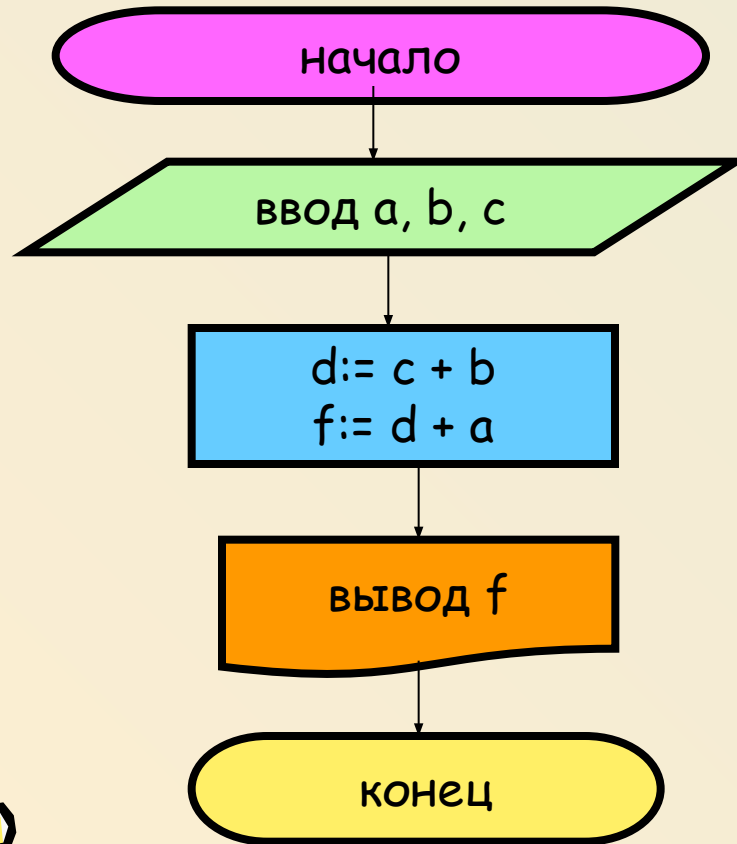 начало
ввод a, b, c
d:= c + b
f:= d + a
вывод f
конец